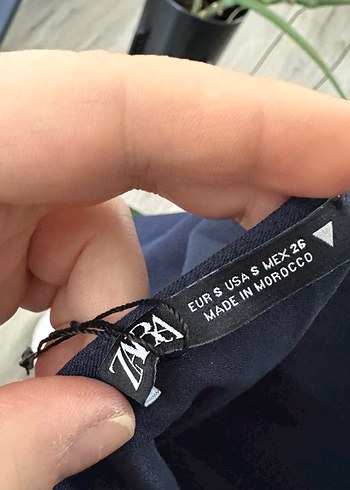 ZARA
EUR S USA S MEX 26
MADE IN MOROCCO